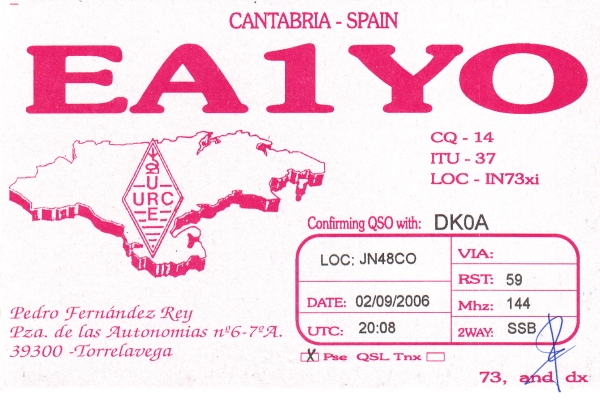 CANTABRIA - SPAIN
EA1YO
CQ - 14
ITU - 37
LOC - IN73xi
URE
URC
Confirming QSO with: DK0A
LOC: JN48CO
VIA:
RST: 59
DATE: 02/09/2006
Mhz: 144
UTC: 20:08
2WAY: SSB
Pedro Fernández Rey
Pza. de las Autonomias nº6-7ºA.
39300 -Torrelavega
X Pse QSL Tnx
73, and dx